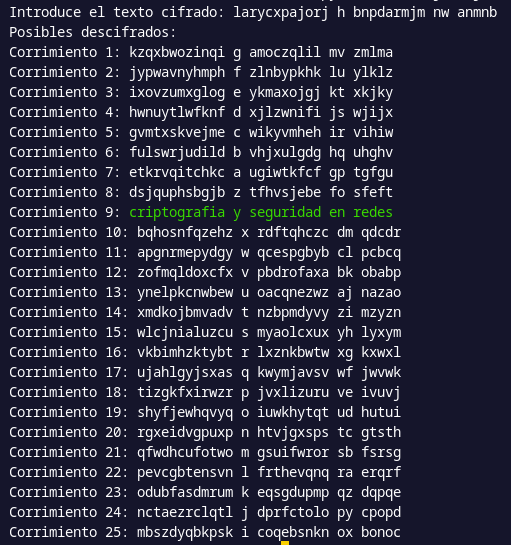 Introduce el texto cifrado: larycxpajorj h bnpdarmjm nw anmnb
Posibles descifrados:
Corrimiento 1: kzqxbwozinqi g amoczqlil mv zmlma
Corrimiento 2: jypwavnyhmph f zlnbypkhk lu ylklz
Corrimiento 3: ixovzumxglog e ykmaxojgj kt xkjky
Corrimiento 4: hwnuytlwfknf d xjlzwnifi js wjijx
Corrimiento 5: gvmtxskvejme c wikyvmheh ir vihiw
Corrimiento 6: fulswrjudild b vhjxulgdg hq uhghv
Corrimiento 7: etkrvqitchkc a ugiwtkfcf gp tgfgu
Corrimiento 8: dsjquphsbgjb z tfhvsjebe fo sfeft
Corrimiento 9: criptografia y seguridad en redes
Corrimiento 10: bqhosnfqzehz x rdftqhczc dm qdcdr
Corrimiento 11: apgnrmepydgy w qcespgbyb cl pcbcq
Corrimiento 12: zofmqldoxcfx v pbdrofaxa bk obabp
Corrimiento 13: ynelpkcnwbew u oacqnezwz aj nazao
Corrimiento 14: xmdkojbmvadv t nzbpmdyvy zi mzyzn
Corrimiento 15: wlcjnialuzcu s myaolcxux yh lyxym
Corrimiento 16: vkbimhzktybt r lxznkbwtw xg kxwxl
Corrimiento 17: ujahlgyjsxas q kwymjavsv wf jwvwk
Corrimiento 18: tizgkfxirwzr p jvxlizuru ve ivuvj
Corrimiento 19: shyfjewhqvyq o iuwkhytqt ud hutui
Corrimiento 20: rgxeidvgpuxp n htvjgxsps tc gtsth
Corrimiento 21: qfwdhcufotwo m gsuifwror sb fsrsg
Corrimiento 22: pevcgbtensvn l frthevqnq ra erqrf
Corrimiento 23: odubfasdmrum k eqsgdupmp qz dqpqe
Corrimiento 24: nctaezrclqtl j dprfctolo py cpopd
Corrimiento 25: mbszdyqbkpsk i coqebsnkn ox bonoc